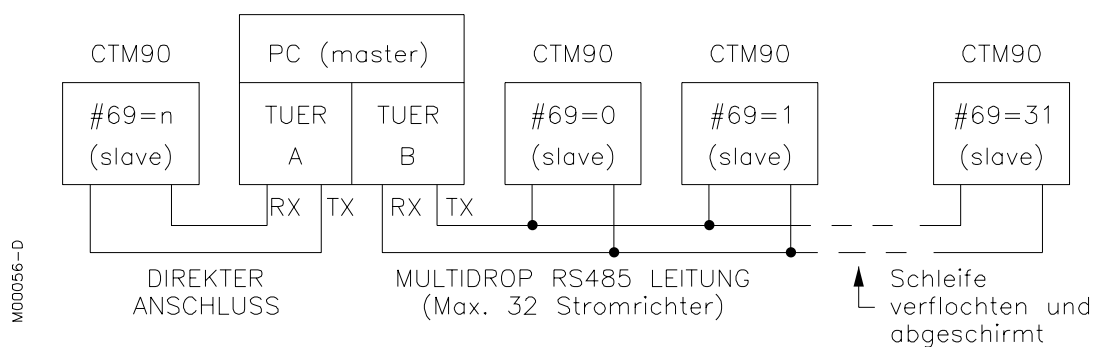 CTM90
#69=n
(slave)
PC (master)
TUER
A
TUER
B
CTM90
#69=0
(slave)
CTM90
#69=1
(slave)
CTM90
#69=31
(slave)
RX
TX
RX
TX
DIREKTER
ANSCHLUSS
MULTIDROP RS485 LEITUNG
(Max. 32 Stromrichter)
Schleife
verflochten und
abgeschirmt
M00056-D